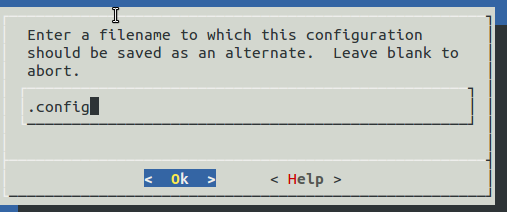 Enter a filename to which this configuration
should be saved as an alternate.  Leave blank to
abort.
.config
<  Ok  >      < Help >